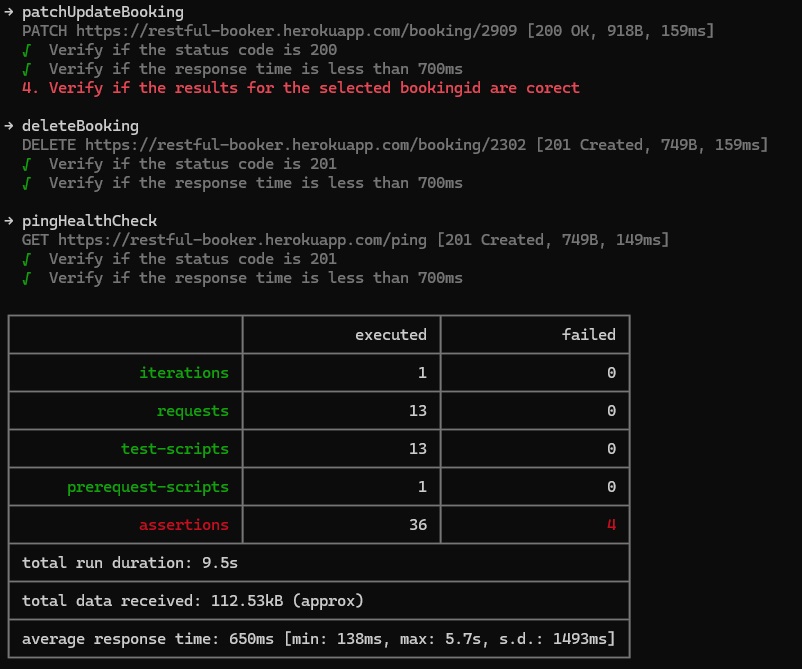 → patchUpdateBooking
PATCH https://restful-booker.herokuapp.com/booking/2909 [200 OK, 918B, 159ms]
√ Verify if the status code is 200
√ Verify if the response time is less than 700ms
4. Verify if the results for the selected bookingid are corect
→ deleteBooking
DELETE https://restful-booker.herokuapp.com/booking/2302 [201 Created, 749B, 159ms]
√ Verify if the status code is 201
√ Verify if the response time is less than 700ms
→ pingHealthCheck
GET https://restful-booker.herokuapp.com/ping [201 Created, 749B, 149ms]
√ Verify if the status code is 201
√ Verify if the response time is less than 700ms
executed failed
iterations 1 0
requests 13 0
test-scripts 13 0
prerequest-scripts 1 0
assertions 36 4
total run duration: 9.5s
total data received: 112.53kB (approx)
average response time: 650ms [min: 138ms, max: 5.7s, s.d.: 1493ms]